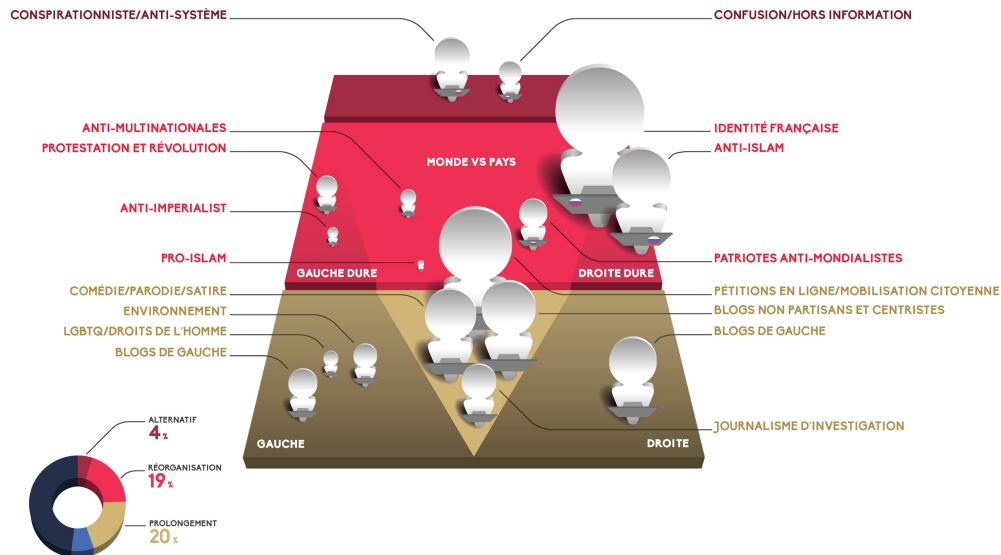 CONSPIRATIONNISTE/ANTI-SYSTÈME
CONFUSION/HORS INFORMATION
ANTI-MULTINATIONALES
PROTESTATION ET RÉVOLUTION
ANTI-IMPERIALIST
PRO-ISLAM
IDENTITÉ FRANÇAISE
ANTI-ISLAM
PATRIOTES ANTI-MONDIALISTES
MONDE VS PAYS
GAUCHE DURE
DROITE DURE
COMÉDIE/PARODIE/SATIRE
ENVIRONNEMENT
LGBTQ/DROITS DE L'HOMME
BLOGS DE GAUCHE
PÉTITIONS EN LIGNE/MOBILISATION CITOYENNE
BLOGS NON PARTISANS ET CENTRISTES
BLOGS DE GAUCHE
JOURNALISME D'INVESTIGATION
GAUCHE
DROITE
ALTERNATIF
4%
RÉORGANISATION
19%
PROLONGEMENT
20%